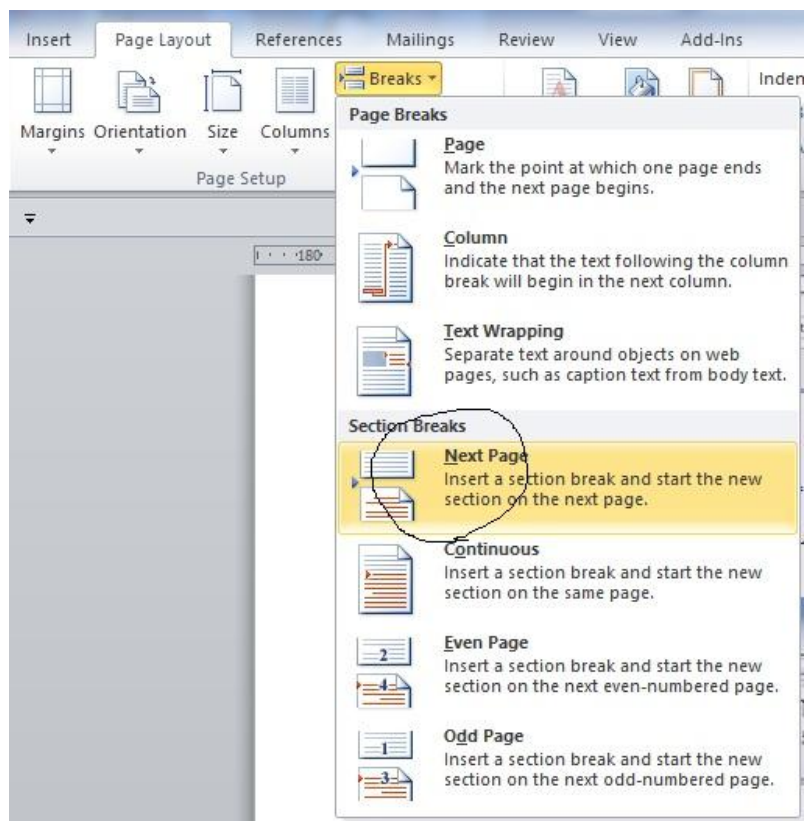 Insert Page Layout References Mailings Review View Add-Ins
Breaks
Margins Orientation Size Columns
Page Setup
180
Page Breaks
Page
Mark the point at which one page ends
and the next page begins.
Column
Indicate that the text following the column
break will begin in the next column.
Text Wrapping
Separate text around objects on web
pages, such as caption text from body text.
Section Breaks
Next Page
Insert a section break and start the new
section on the next page.
Continuous
Insert a section break and start the new
section on the same page.
2
4
Even Page
Insert a section break and start the new
section on the next even-numbered page.
1
3
Odd Page
Insert a section break and start the new
section on the next odd-numbered page.